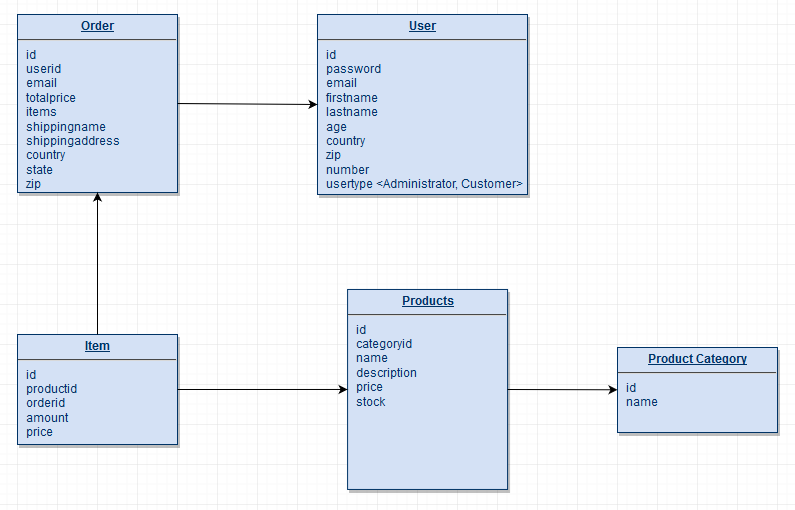 Order
id
userid
email
totalprice
items
shippingname
shippingaddress
country
state
zip
User
id
password
email
firstname
lastname
age
country
zip
number
usertype <Administrator, Customer>
Item
id
productid
orderid
amount
price
Products
id
categoryid
name
description
price
stock
Product Category
id
name